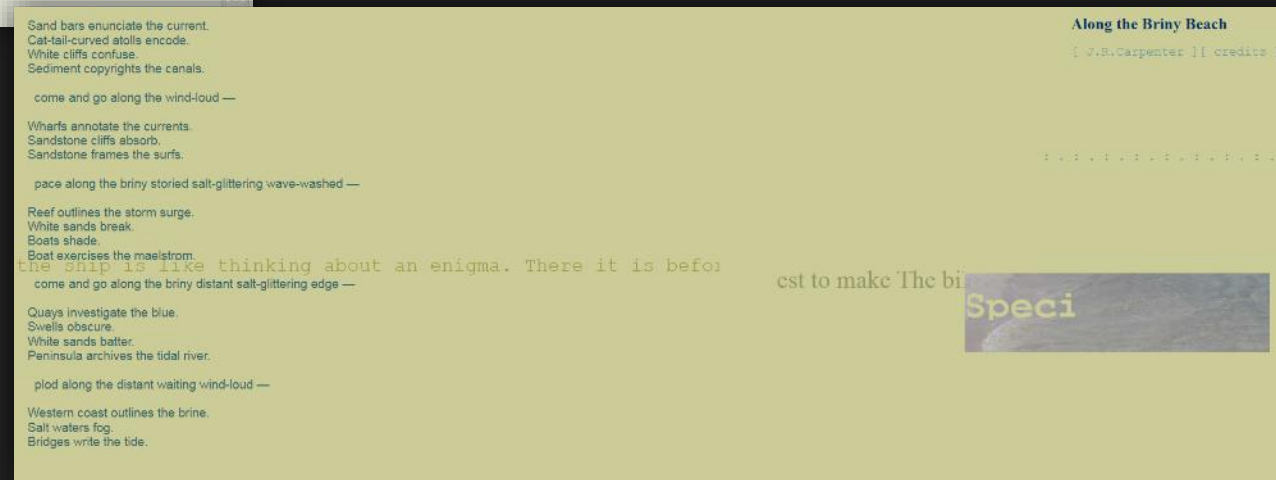 Sand bars enunciate the current.
Cat-tail-curved atolls encode.
White cliffs confuse.
Sediment copyrights the canals.
come and go along the wind-loud —
Wharfs annotate the currents.
Sandstone cliffs absorb.
Sandstone frames the surfs.
pace along the briny storied salt-glittering wave-washed —
Reef outlines the storm surge.
White sands break.
Boats shade.
Boat exercises the maelstrom.
the ship is like thinking about an enigma. There it is befor
come and go along the briny distant salt-glittering edge —
Quays investigate the blue.
Swells obscure.
White sands batter.
Peninsula archives the tidal river.
plod along the distant waiting wind-loud —
Western coast outlines the brine.
Salt waters fog.
Bridges write the tide.
est to make The bil
Speci
Along the Briny Beach
[ J.R.Carpenter ][ credits
: . : . : . : . : . : . : . : .